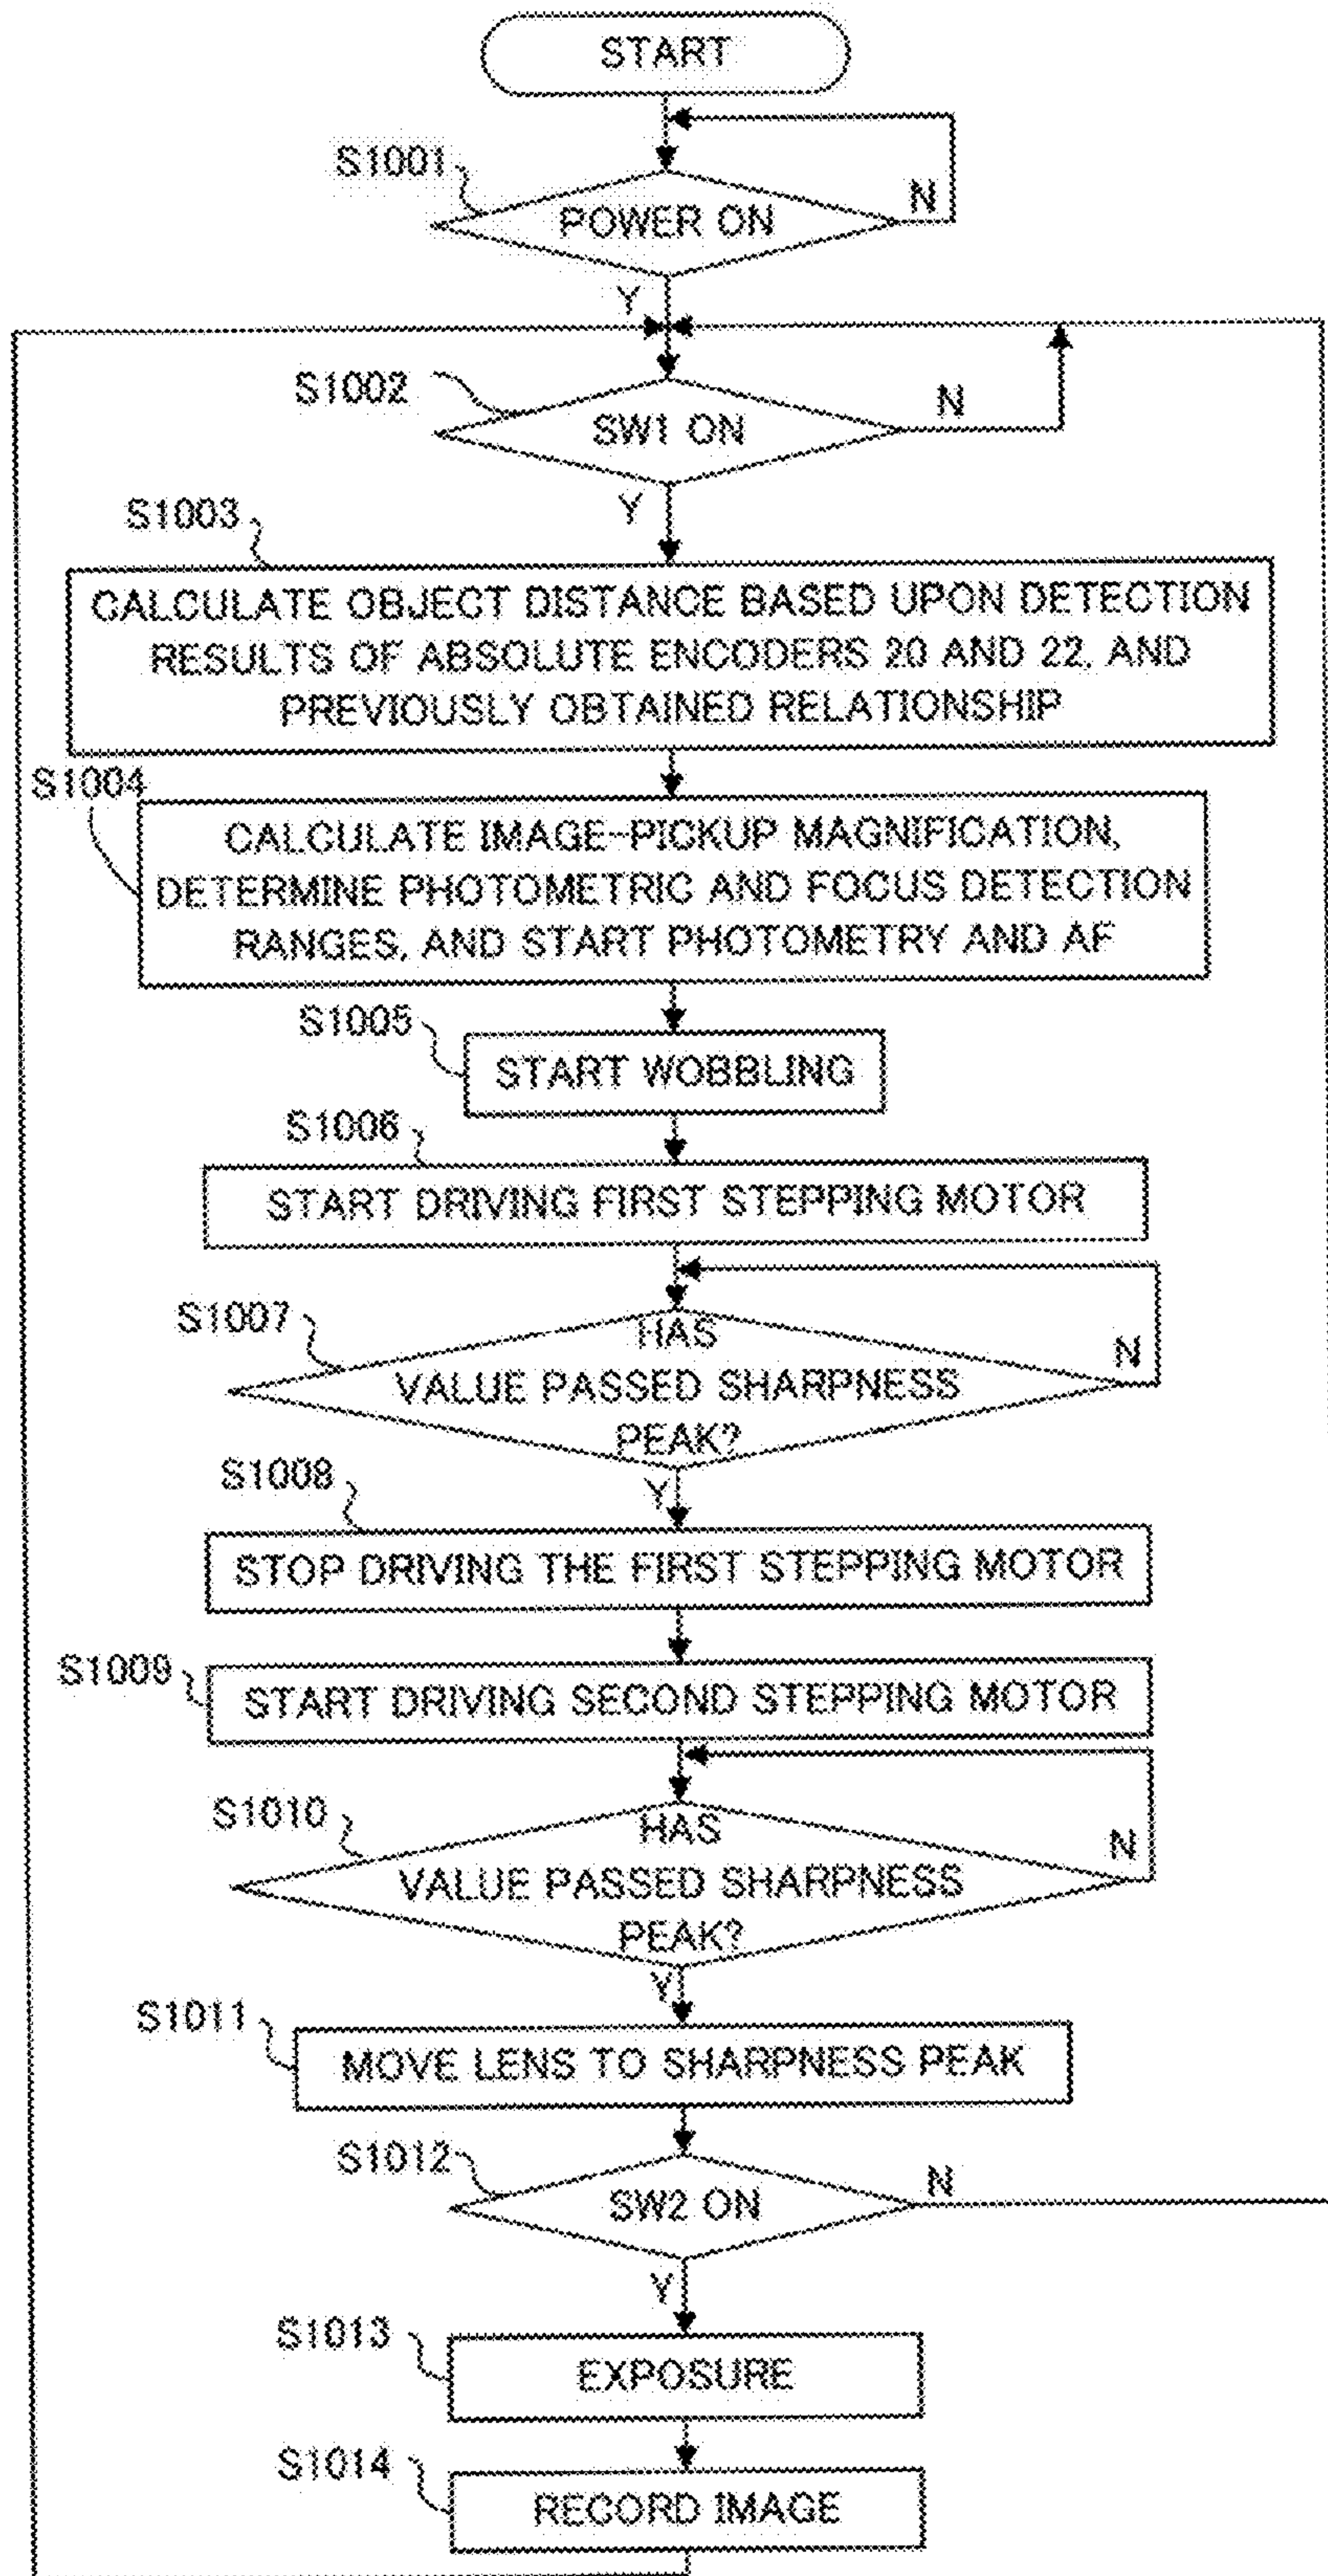 START
S1001
POWER ON
N
Y
S1002
SW1 ON
N
Y
S1003
CALCULATE OBJECT DISTANCE BASED UPON DETECTION
RESULTS OF ABSOLUTE ENCODERS 20 AND 22, AND
PREVIOUSLY OBTAINED RELATIONSHIP
S1004
CALCULATE IMAGE-PICKUP MAGNIFICATION,
DETERMINE PHOTOMETRIC AND FOCUS DETECTION
RANGES, AND START PHOTOMETRY AND AF
S1005
START WOBBLING
S1006
START DRIVING FIRST STEPPING MOTOR
S1007
HAS
VALUE PASSED SHARPNESS
PEAK?
N
Y
S1008
STOP DRIVING THE FIRST STEPPING MOTOR
S1009
START DRIVING SECOND STEPPING MOTOR
S1010
HAS
VALUE PASSED SHARPNESS
PEAK?
N
Y
S1011
MOVE LENS TO SHARPNESS PEAK
S1012
SW2 ON
N
Y
S1013
EXPOSURE
S1014
RECORD IMAGE